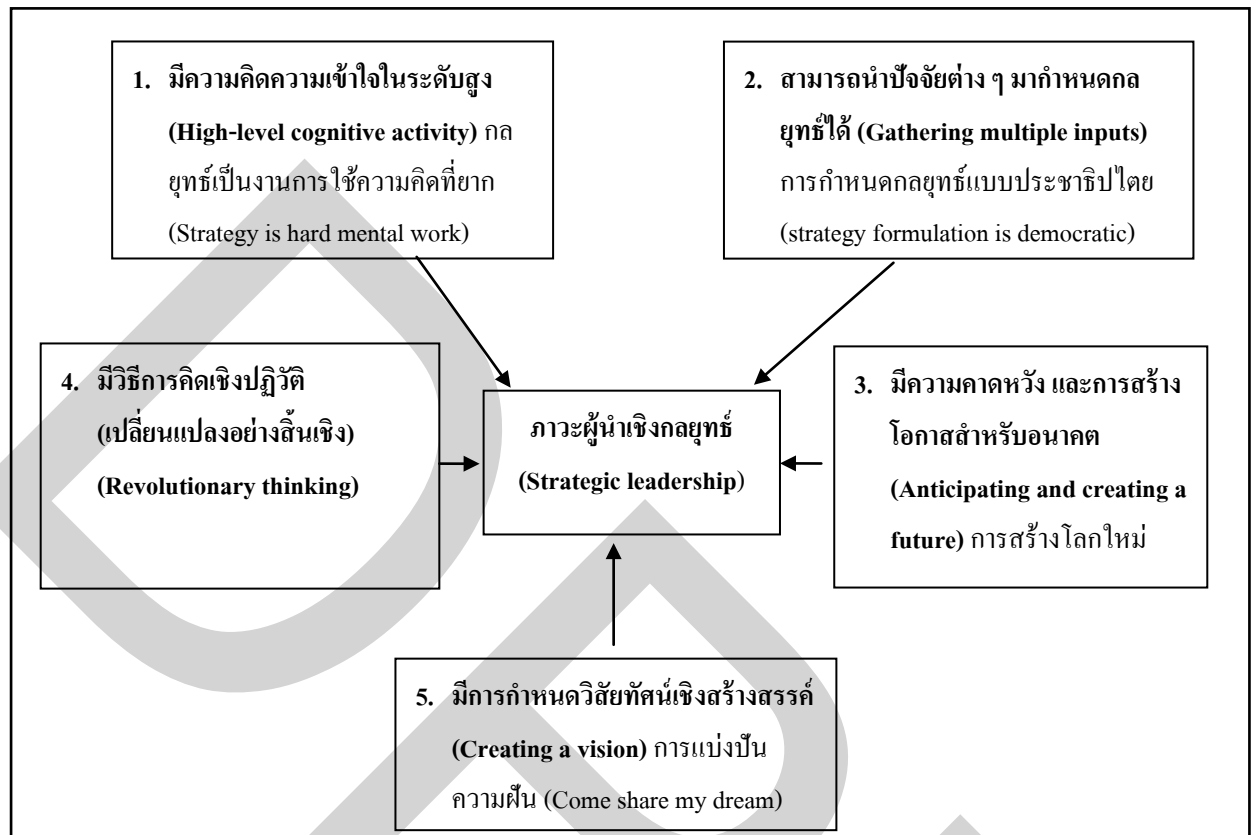 1. มีความคิดความเข้าใจในระดับสูง
(High-level cognitive activity) กล
ยุทธ์เป็นงานการใช้ความคิดที่ยาก
(Strategy is hard mental work)
2. สามารถนำปัจจัยต่าง ๆ มากำหนดกล
ยุทธ์ได้ (Gathering multiple inputs)
การกำหนดกลยุทธ์แบบประชาธิปไตย
(strategy formulation is democratic)
4. มีวิธีการคิดเชิงปฏิวัติ
(เปลี่ยนแปลงอย่างสิ้นเชิง)
(Revolutionary thinking)
ภาวะผู้นำเชิงกลยุทธ์
(Strategic leadership)
3. มีความคาดหวัง และการสร้าง
โอกาสสำหรับอนาคต
(Anticipating and creating a
future) การสร้างโลกใหม่
5. มีการกำหนดวิสัยทัศน์เชิงสร้างสรรค์
(Creating a vision) การแบ่งปัน
ความฝัน (Come share my dream)